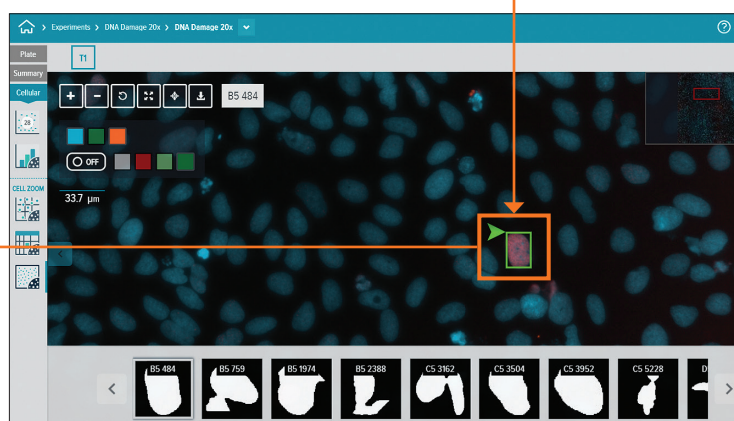 Experiments > DNA Damage 20x > DNA Damage 20x
Plate
T1
Summary
Cellular
B5 484
28
OFF
CELL ZOOM
33.7 µm
B5 484
B5 759
B5 1974
B5 2388
C5 3162
C5 3504
C5 3952
C5 5228
D